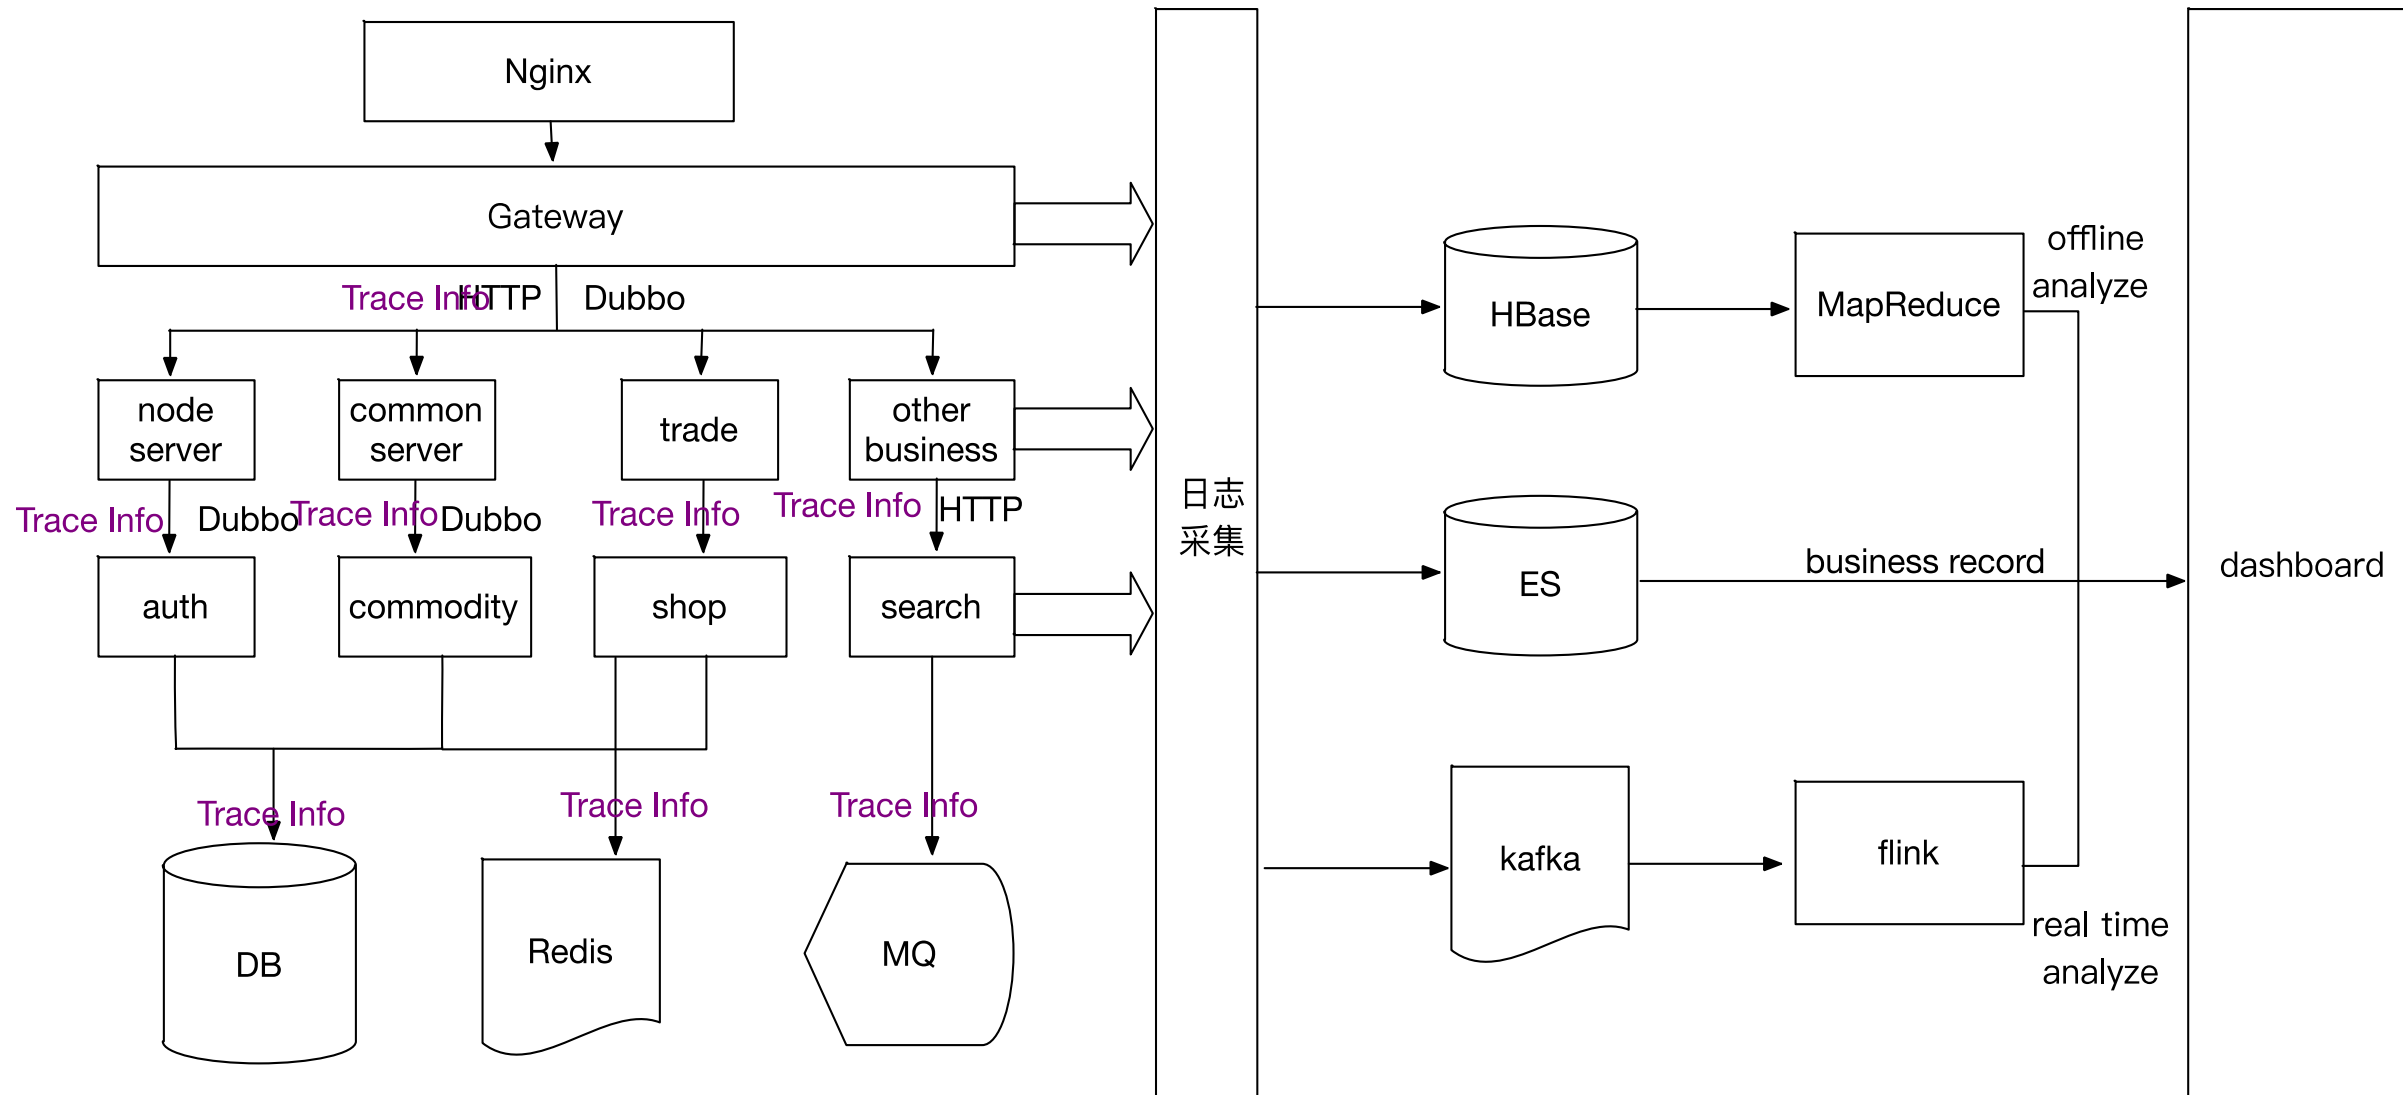 Nginx
Gateway
Trace Info
HTTP
Dubbo
node
server
common
server
trade
other
business
Trace Info
Dubbo
Trace Info
Dubbo
Trace Info
Trace Info
HTTP
auth
commodity
shop
search
Trace Info
Trace Info
Trace Info
DB
Redis
MQ
日志
采集
HBase
MapReduce
offline
analyze
ES
business record
kafka
flink
real time
analyze
dashboard